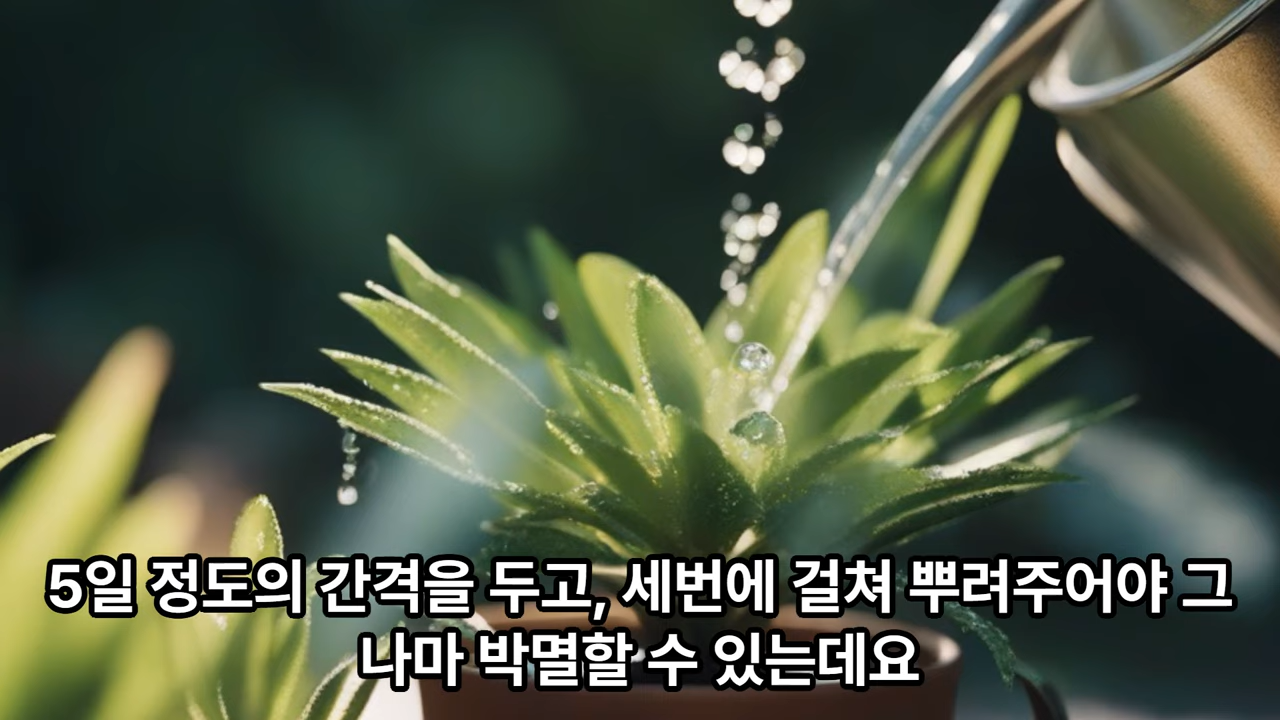 5일 정도의 간격을 두고, 세번에 걸쳐 뿌려주어야 그
나마 박멸할 수 있는데요